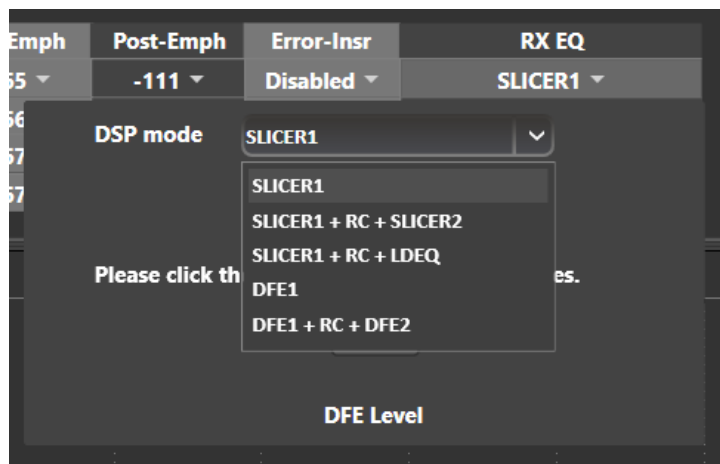 Emph Post-Emph Error-Insr RX EQ
-111 Disabled SLICER1
DSP mode SLICER1
SLICER1
SLICER1 + RC + SLICER2
SLICER1 + RC + LDEQ
Please click th es.
DFE1
DFE1 + RC + DFE2
DFE Level